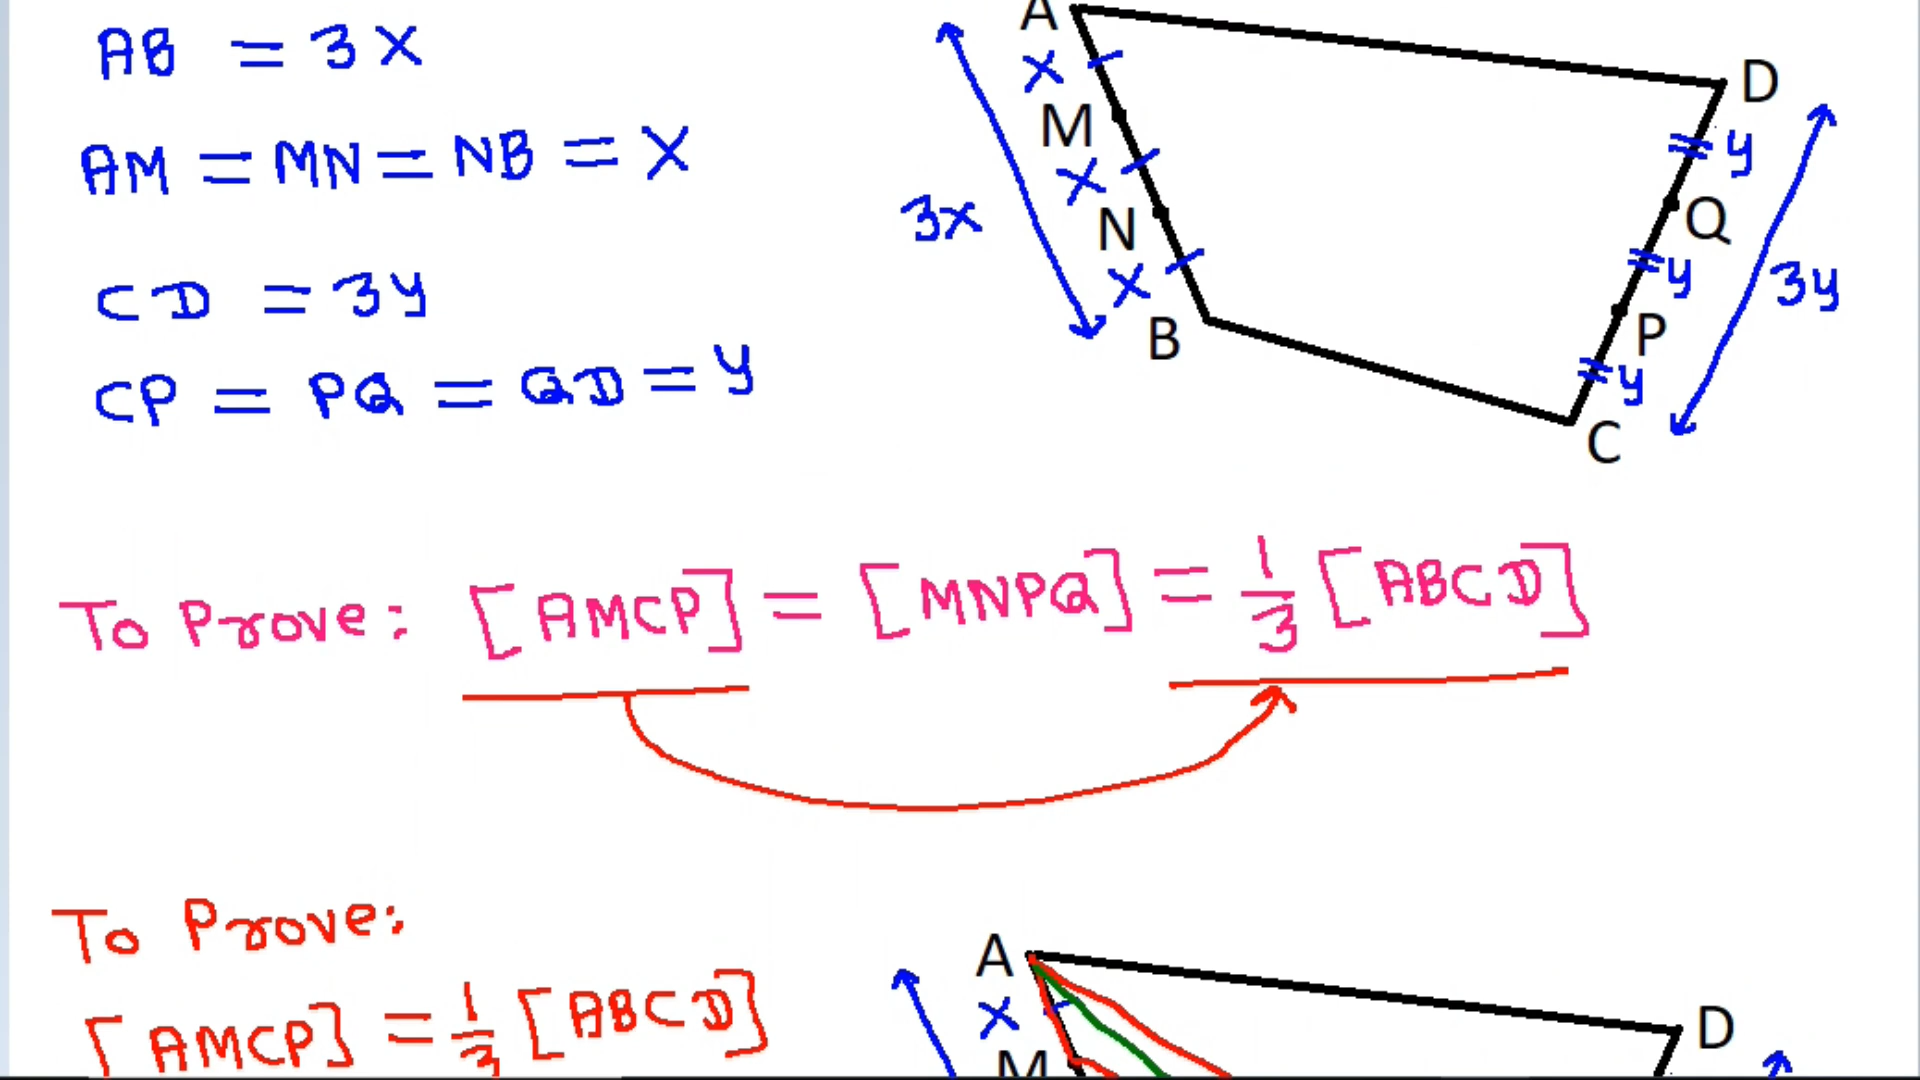 AB = 3x
AM = MN = NB = x
CD = 3y
CP = PQ = QD = y
A
x
M
x
N
x
B
3x
D
y
Q
y
P
y
C
3y
To Prove: [AMCP] = [MNPQ] = 1/3 [ABCD]
To Prove:
[AMCP] = 1/3 [ABCD]
A
x
M
D